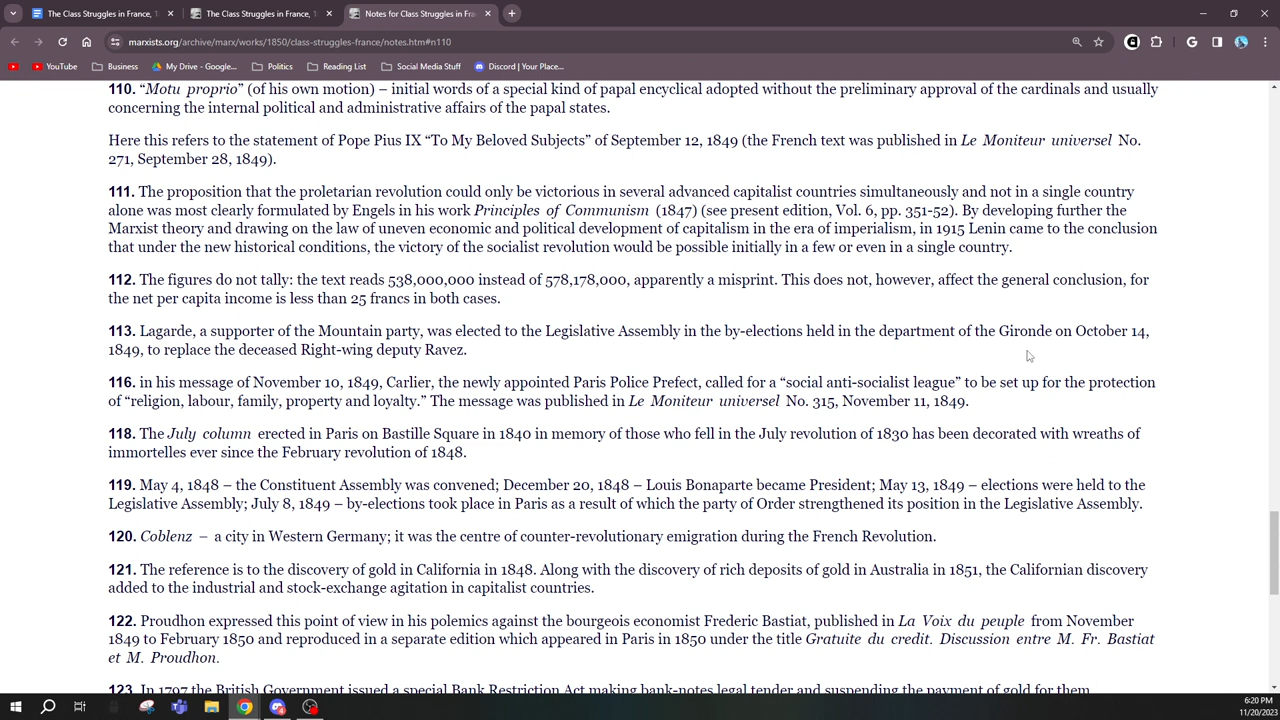 The Class Struggles in France, 1
The Class Struggles in France, 1
Notes for Class Struggles in Fra
marxists.org/archive/marx/works/1850/class-struggles-france/notes.htm#n110
YouTube
Business
My Drive - Google...
Politics
Reading List
Social Media Stuff
Discord | Your Place...
110. “Motu proprio” (of his own motion) – initial words of a special kind of papal encyclical adopted without the preliminary approval of the cardinals and usually
concerning the internal political and administrative affairs of the papal states.
Here this refers to the statement of Pope Pius IX “To My Beloved Subjects” of September 12, 1849 (the French text was published in Le Moniteur universel No.
271, September 28, 1849).
111. The proposition that the proletarian revolution could only be victorious in several advanced capitalist countries simultaneously and not in a single country
alone was most clearly formulated by Engels in his work Principles of Communism (1847) (see present edition, Vol. 6, pp. 351-52). By developing further the
Marxist theory and drawing on the law of uneven economic and political development of capitalism in the era of imperialism, in 1915 Lenin came to the conclusion
that under the new historical conditions, the victory of the socialist revolution would be possible initially in a few or even in a single country.
112. The figures do not tally: the text reads 538,000,000 instead of 578,178,000, apparently a misprint. This does not, however, affect the general conclusion, for
the net per capita income is less than 25 francs in both cases.
113. Lagarde, a supporter of the Mountain party, was elected to the Legislative Assembly in the by-elections held in the department of the Gironde on October 14,
1849, to replace the deceased Right-wing deputy Ravez.
116. in his message of November 10, 1849, Carlier, the newly appointed Paris Police Prefect, called for a “social anti-socialist league” to be set up for the protection
of “religion, labour, family, property and loyalty.” The message was published in Le Moniteur universel No. 315, November 11, 1849.
118. The July column erected in Paris on Bastille Square in 1840 in memory of those who fell in the July revolution of 1830 has been decorated with wreaths of
immortelles ever since the February revolution of 1848.
119. May 4, 1848 – the Constituent Assembly was convened; December 20, 1848 – Louis Bonaparte became President; May 13, 1849 – elections were held to the
Legislative Assembly; July 8, 1849 – by-elections took place in Paris as a result of which the party of Order strengthened its position in the Legislative Assembly.
120. Coblenz – a city in Western Germany; it was the centre of counter-revolutionary emigration during the French Revolution.
121. The reference is to the discovery of gold in California in 1848. Along with the discovery of rich deposits of gold in Australia in 1851, the Californian discovery
added to the industrial and stock-exchange agitation in capitalist countries.
122. Proudhon expressed this point of view in his polemics against the bourgeois economist Frederic Bastiat, published in La Voix du peuple from November
1849 to February 1850 and reproduced in a separate edition which appeared in Paris in 1850 under the title Gratuite du credit. Discussion entre M. Fr. Bastiat
et M. Proudhon.
123. In 1797 the British Government issued a special Bank Restriction Act making bank-notes legal tender and suspending the payment of gold for them.
6:20 PM
11/20/2023